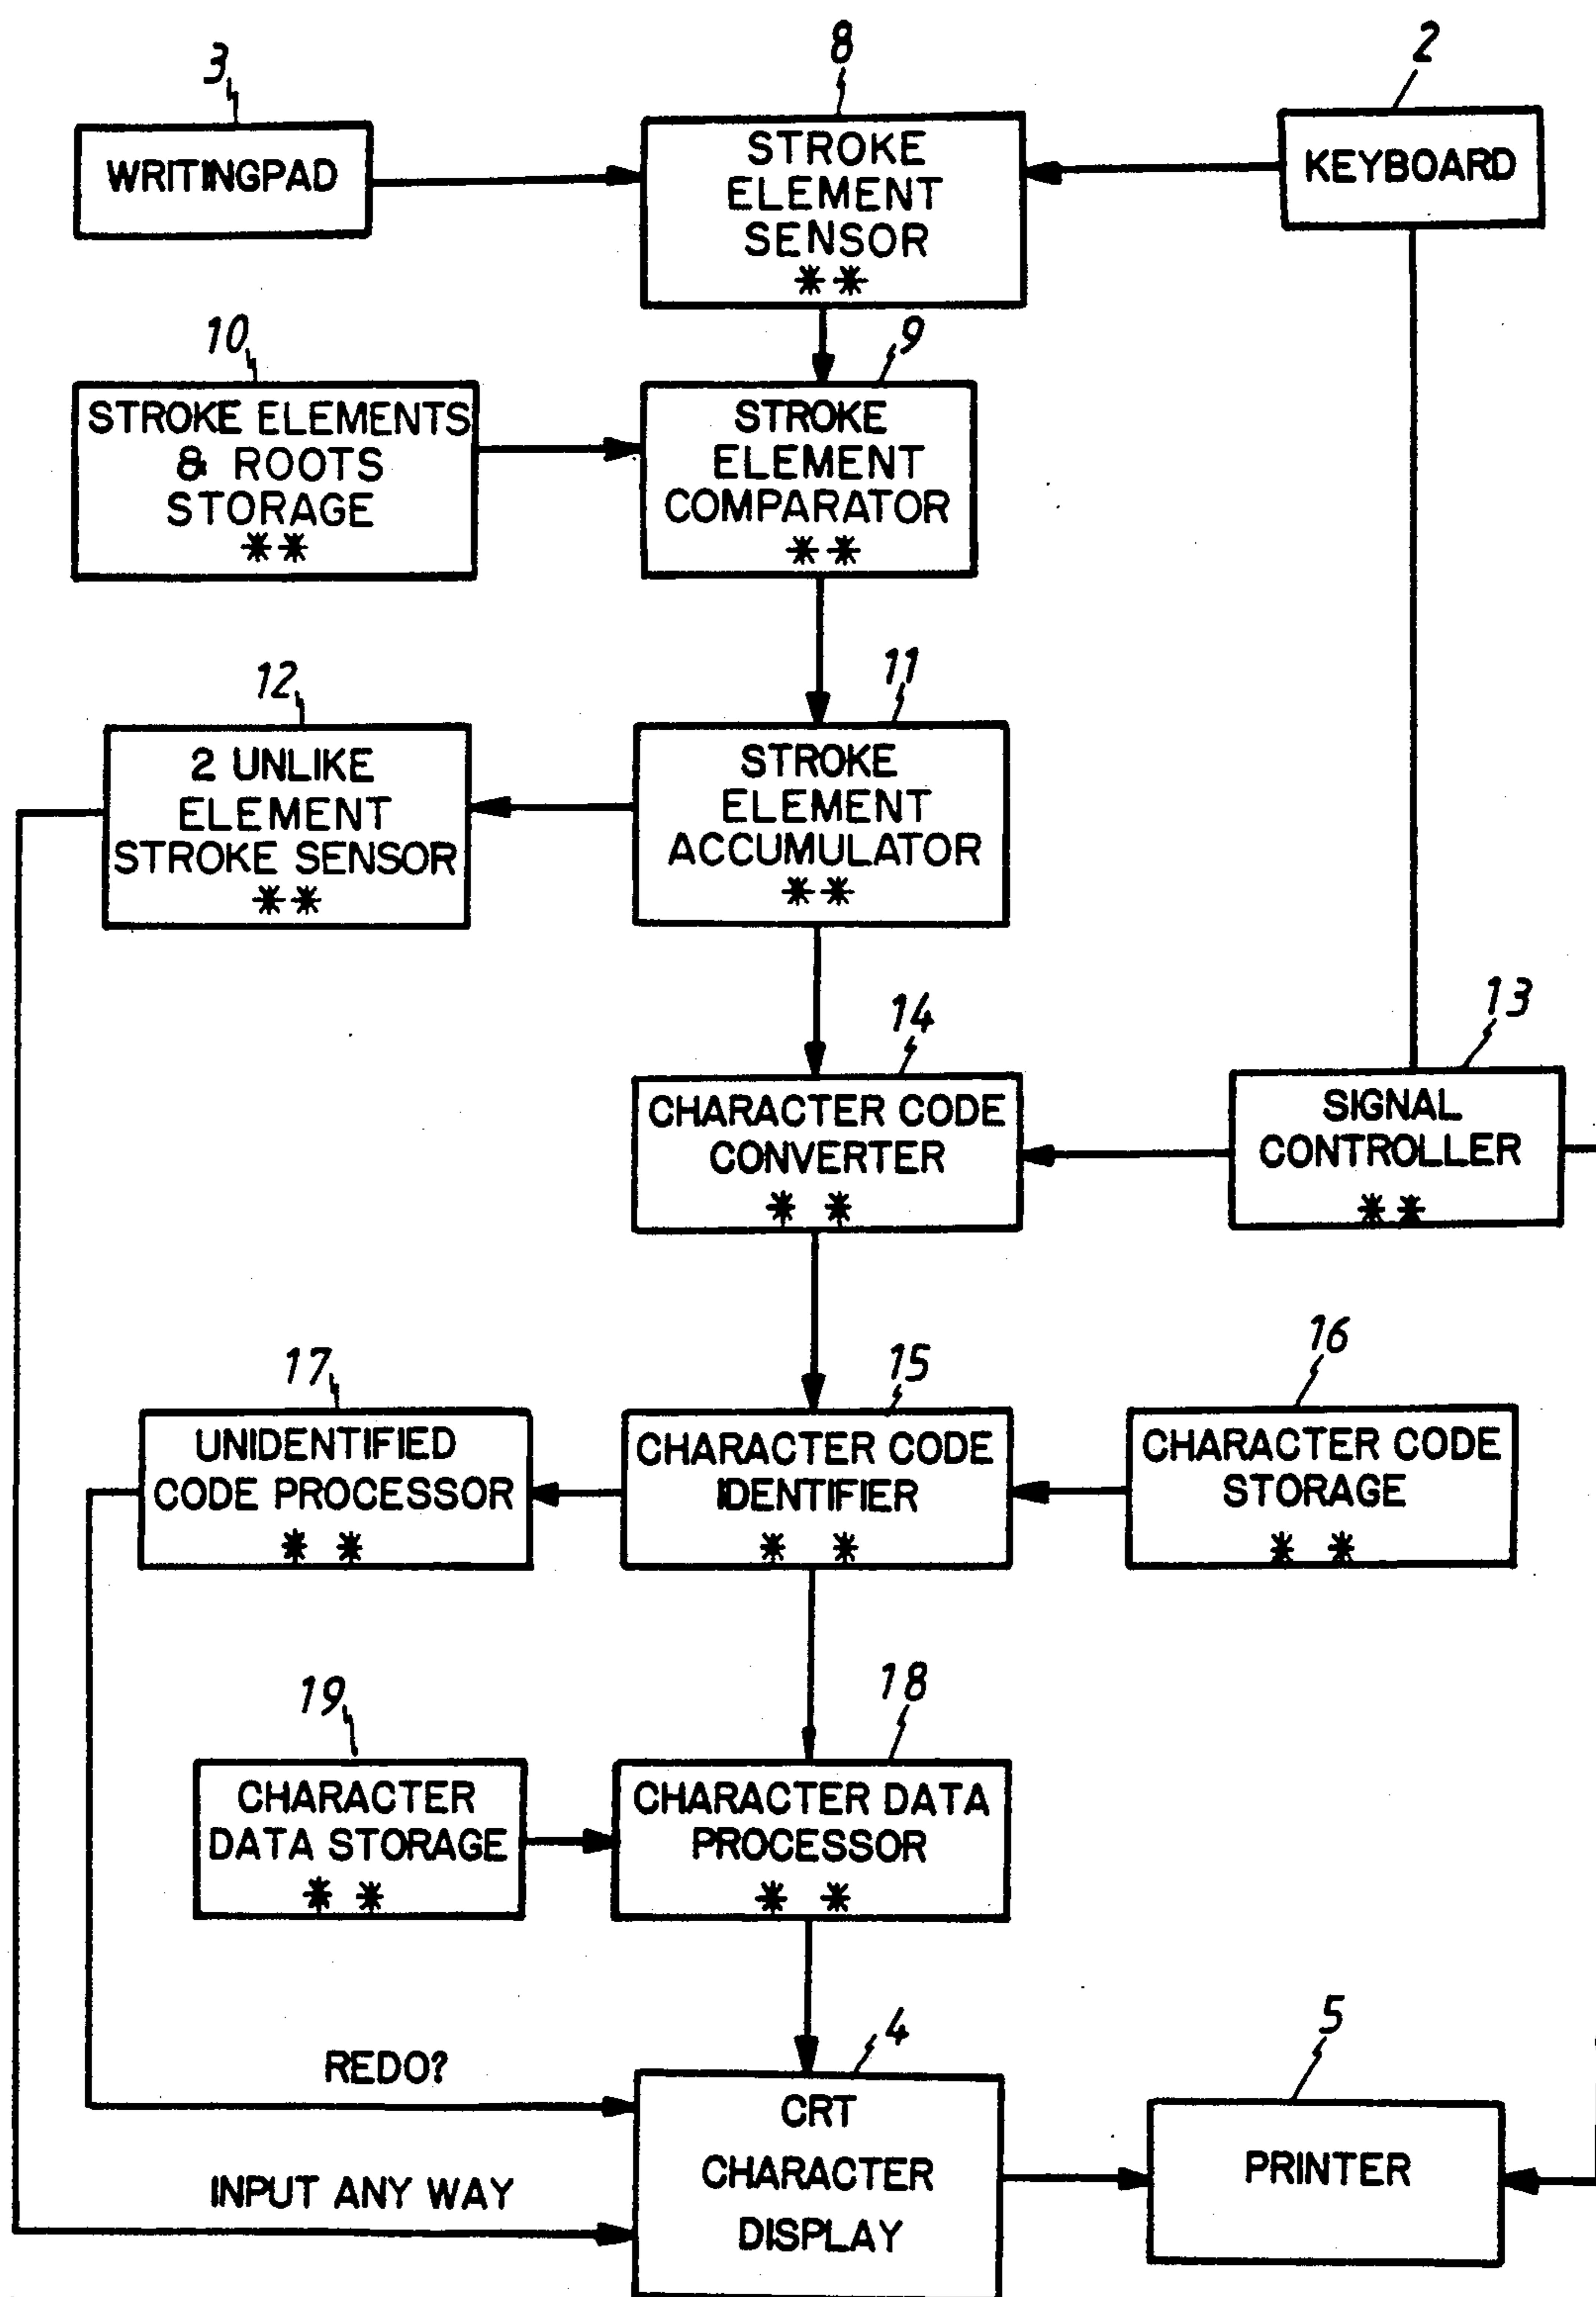 3
8
2
WRITINGPAD
STROKE
ELEMENT
SENSOR
**
KEYBOARD
10
9
STROKE ELEMENTS
& ROOTS
STORAGE
**
STROKE
ELEMENT
COMPARATOR
**
12
11
2 UNLIKE
ELEMENT
STROKE SENSOR
**
STROKE
ELEMENT
ACCUMULATOR
**
14
13
CHARACTER CODE
CONVERTER
* *
SIGNAL
CONTROLLER
**
17
15
16
UNIDENTIFIED
CODE PROCESSOR
* *
CHARACTER CODE
IDENTIFIER
* *
CHARACTER CODE
STORAGE
* *
19
18
CHARACTER
DATA STORAGE
* *
CHARACTER DATA
PROCESSOR
* *
4
5
REDO?
INPUT ANY WAY
CRT
CHARACTER
DISPLAY
PRINTER